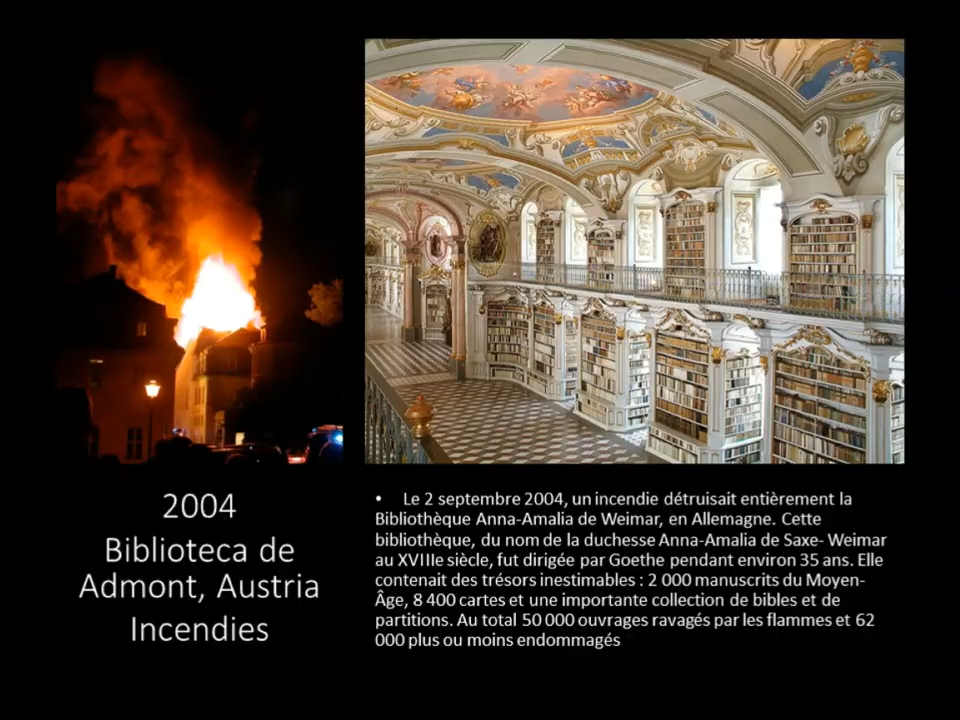 2004
Biblioteca de
Admont, Austria
Incendies
• Le 2 septembre 2004, un incendie détruisait entièrement la
Bibliothèque Anna-Amalia de Weimar, en Allemagne. Cette
bibliothèque, du nom de la duchesse Anna-Amalia de Saxe- Weimar
au XVIIIe siècle, fut dirigée par Goethe pendant environ 35 ans. Elle
contenait des trésors inestimables : 2 000 manuscrits du Moyen-
Âge, 8 400 cartes et une importante collection de bibles et de
partitions. Au total 50 000 ouvrages ravagés par les flammes et 62
000 plus ou moins endommagés